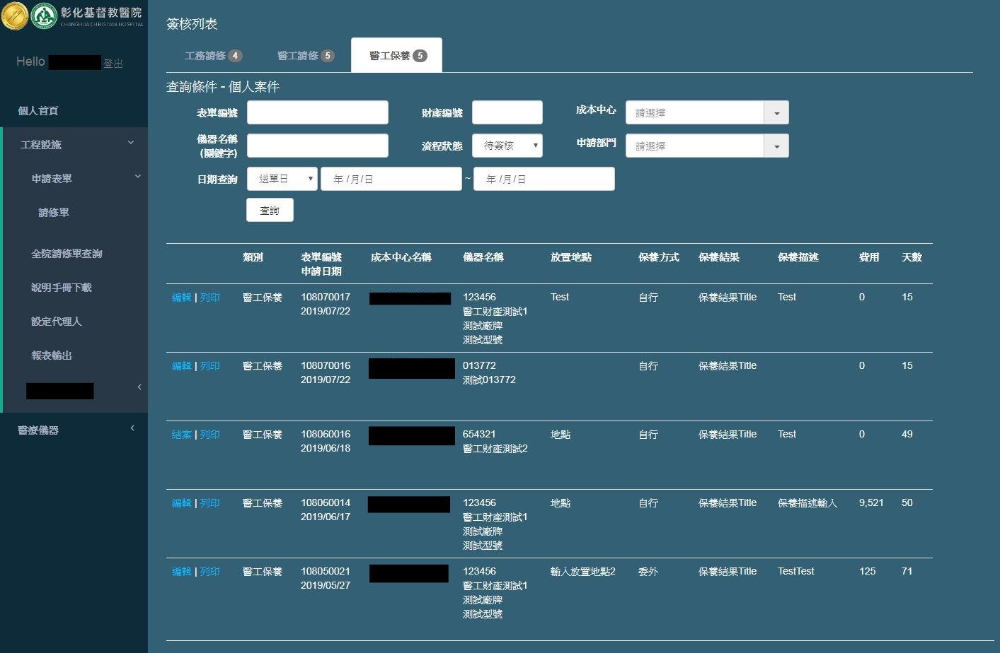 彰化基督教醫院
CHANGHUA CHRISTIAN HOSPITAL
Hello 登出
個人首頁
工程設施
申請表單
請修單
全院請修單查詢
說明手冊下載
設定代理人
報表輸出
醫療儀器
簽核列表
工務請修 4 醫工請修 5 醫工保養 5
查詢條件 - 個人案件
表單編號 財產編號 成本中心 請選擇
儀器名稱 (關鍵字) 流程狀態 待簽核 申請部門 請選擇
日期查詢 送單日 年 /月/日 ~ 年 /月/日
查詢
類別 表單編號 成本中心名稱 儀器名稱 放置地點 保養方式 保養結果 保養描述 費用 天數
申請日期
編輯 | 列印 醫工保養 108070017 123456 Test 自行 保養結果Title Test 0 15
2019/07/22 醫工財產測試1
測試廠牌
測試型號
編輯 | 列印 醫工保養 108070016 013772 自行 保養結果Title 0 15
2019/07/22 測試013772
結案 | 列印 醫工保養 108060016 654321 地點 自行 保養結果Title Test 0 49
2019/06/18 醫工財產測試2
編輯 | 列印 醫工保養 108060014 123456 地點 自行 保養結果Title 保養描述輸入 9,521 50
2019/06/17 醫工財產測試1
測試廠牌
測試型號
編輯 | 列印 醫工保養 108050021 123456 輸入放置地點2 委外 保養結果Title TestTest 125 71
2019/05/27 醫工財產測試1
測試廠牌
測試型號